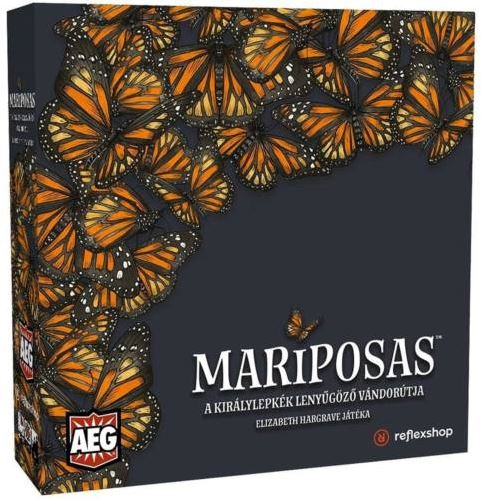 MARIPOSAS
MARIPOSAS™
A KIRÁLYLEPKÉK LENYŰGÖZŐ VÁNDORÚTJA
ELIZABETH HARGRAVE JÁTÉKA
AEG
AEG
reflexshop